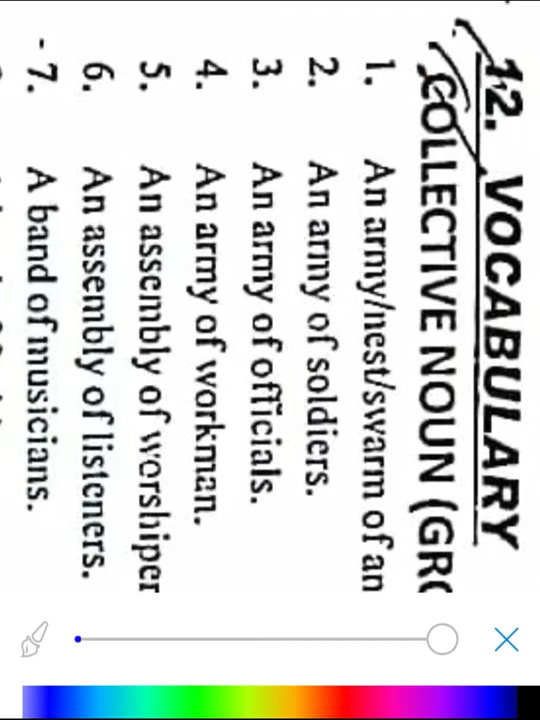 12. VOCABULARY
COLLECTIVE NOUN
1. An army/nest/swarm of
2. An army of soldiers.
3. An army of officials.
4. An army of workman.
5. An assembly of worshiper
6. An assembly of listeners.
- 7. A band of musicians.